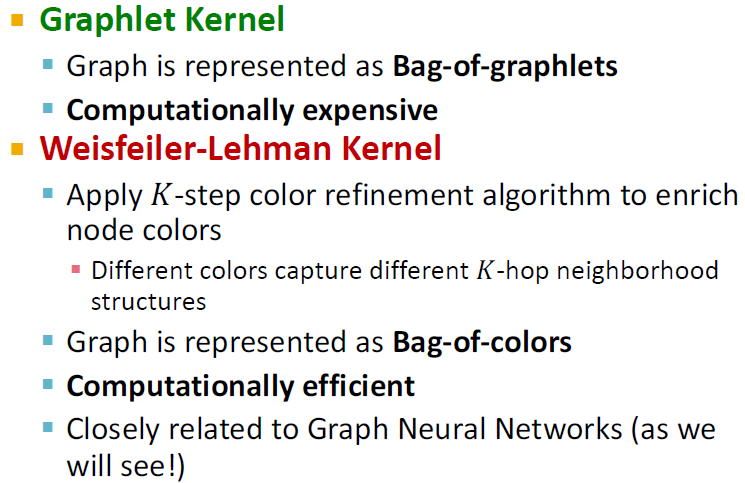 Graphlet Kernel
Graph is represented as Bag-of-graphlets
Computationally expensive
Weisfeiler-Lehman Kernel
Apply K-step color refinement algorithm to enrich
node colors
Different colors capture different K-hop neighborhood
structures
Graph is represented as Bag-of-colors
Computationally efficient
Closely related to Graph Neural Networks (as we
will see!)